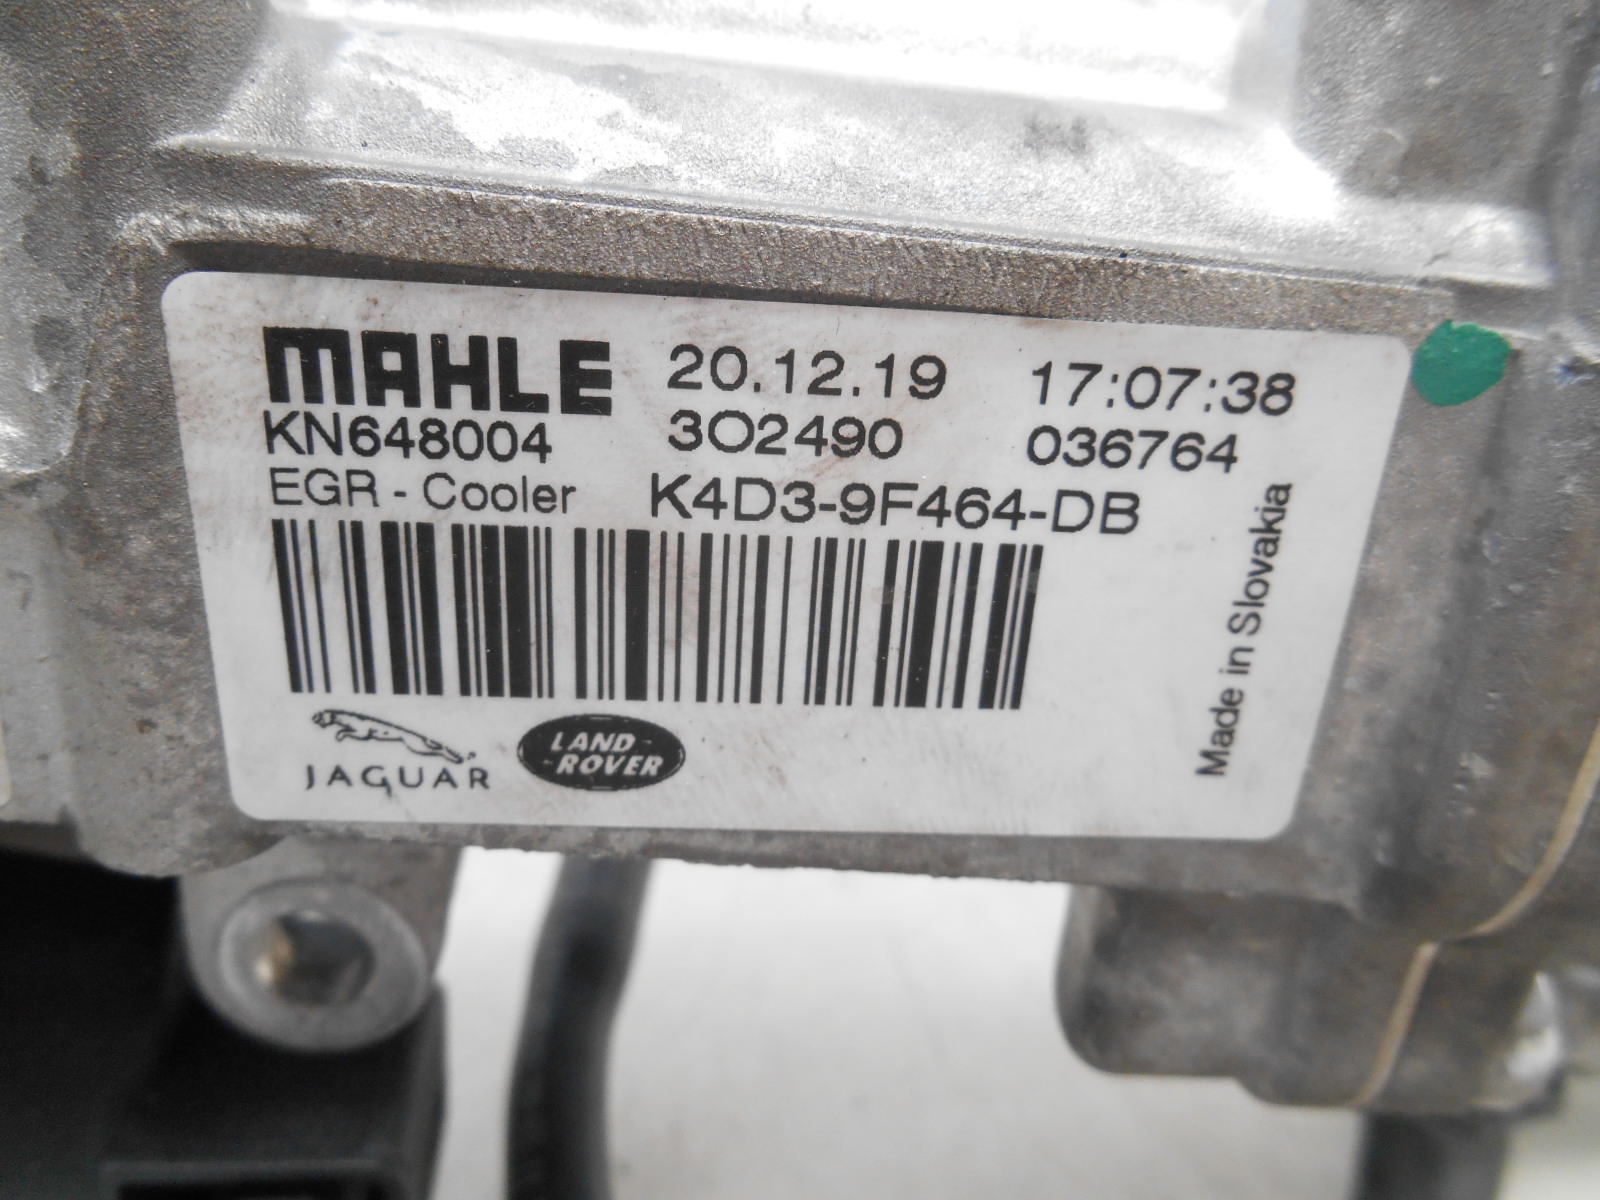 MAHLE 20.12.19 17:07:38
KN648004 3O2490 036764
EGR - Cooler K4D3-9F464-DB
Made in Slovakia
JAGUAR
LAND-
-ROVER